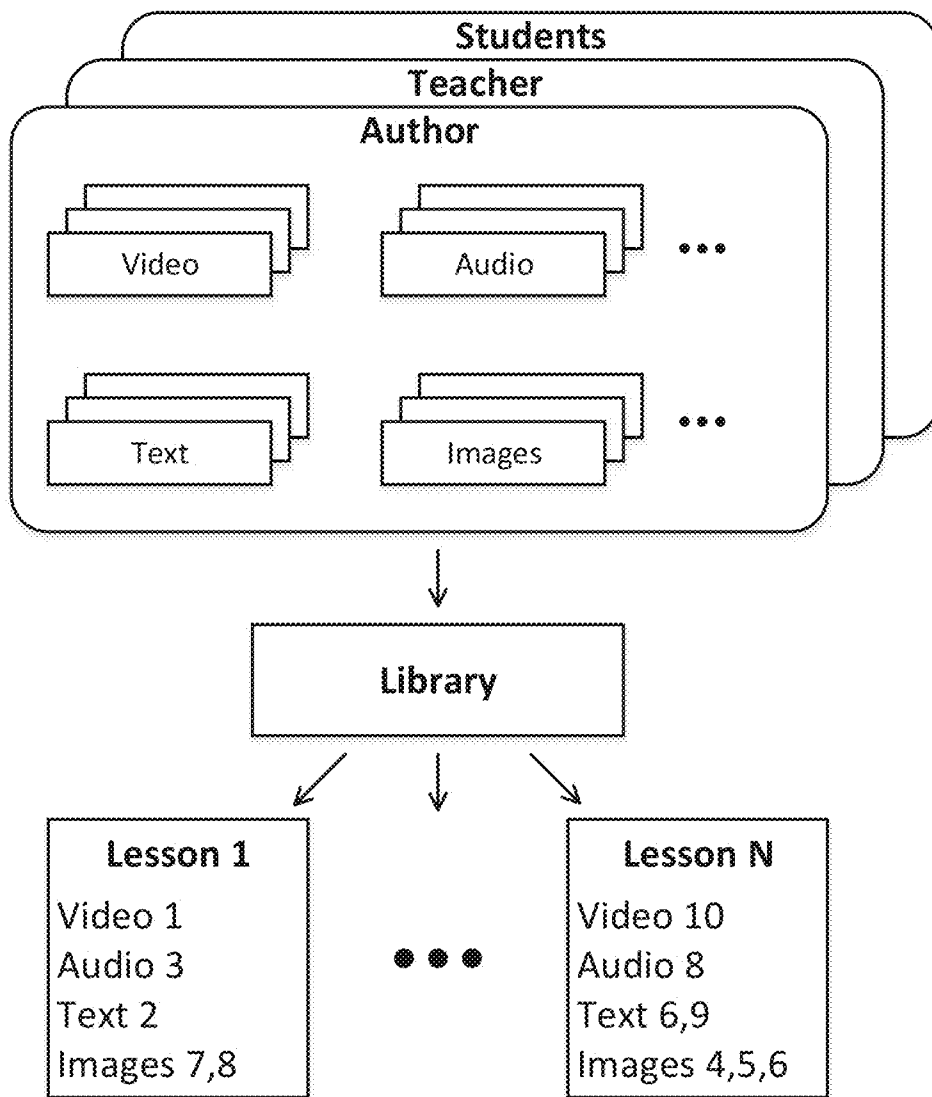 Students
Teacher
Author
Video
Audio
...
Text
Images
...
Library
Lesson 1
Video 1
Audio 3
Text 2
Images 7,8
...
Lesson N
Video 10
Audio 8
Text 6,9
Images 4,5,6